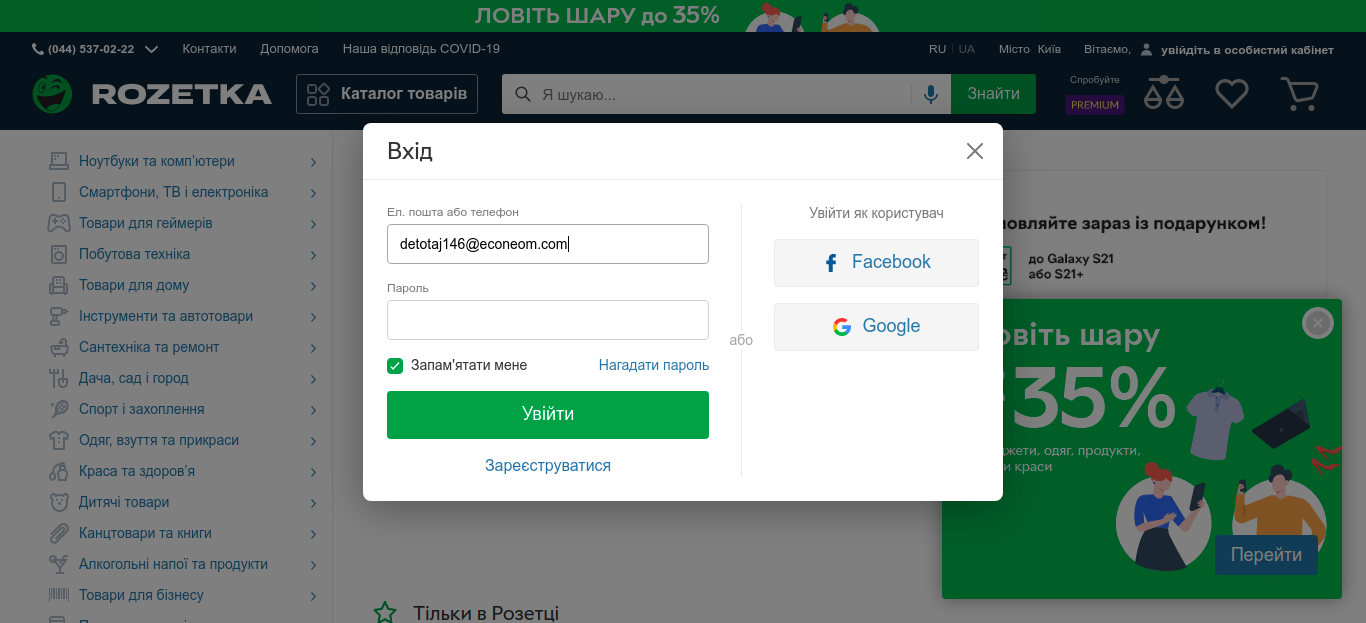 ЛОВІТЬ ШАРУ до 35%
(044) 537-02-22 Контакти Допомога Наша відповідь COVID-19 RU UA Місто Київ Вітаємо, увійдіть в особистий кабінет
ROZETKA Каталог товарів Я шукаю... Знайти Спробуйте PREMIUM
Ноутбуки та комп'ютери
Смартфони, ТВ і електроніка
Товари для геймерів
Побутова техніка
Товари для дому
Інструменти та автотовари
Сантехніка та ремонт
Дача, сад і город
Спорт і захоплення
Одяг, взуття та прикраси
Краса та здоров'я
Дитячі товари
Канцтовари та книги
Алкогольні напої та продукти
Товари для бізнесу
Вхід
Ел. пошта або телефон
detotaj146@econeom.com
Пароль
Запам'ятати мене Нагадати пароль
Увійти
Зареєструватися
або
Увійти як користувач
Facebook
Google
зараз із подарунком!
до Galaxy S21
або S21+
шару
35%
одяг, продукти,
и краси
Перейти
Тільки в Розетці